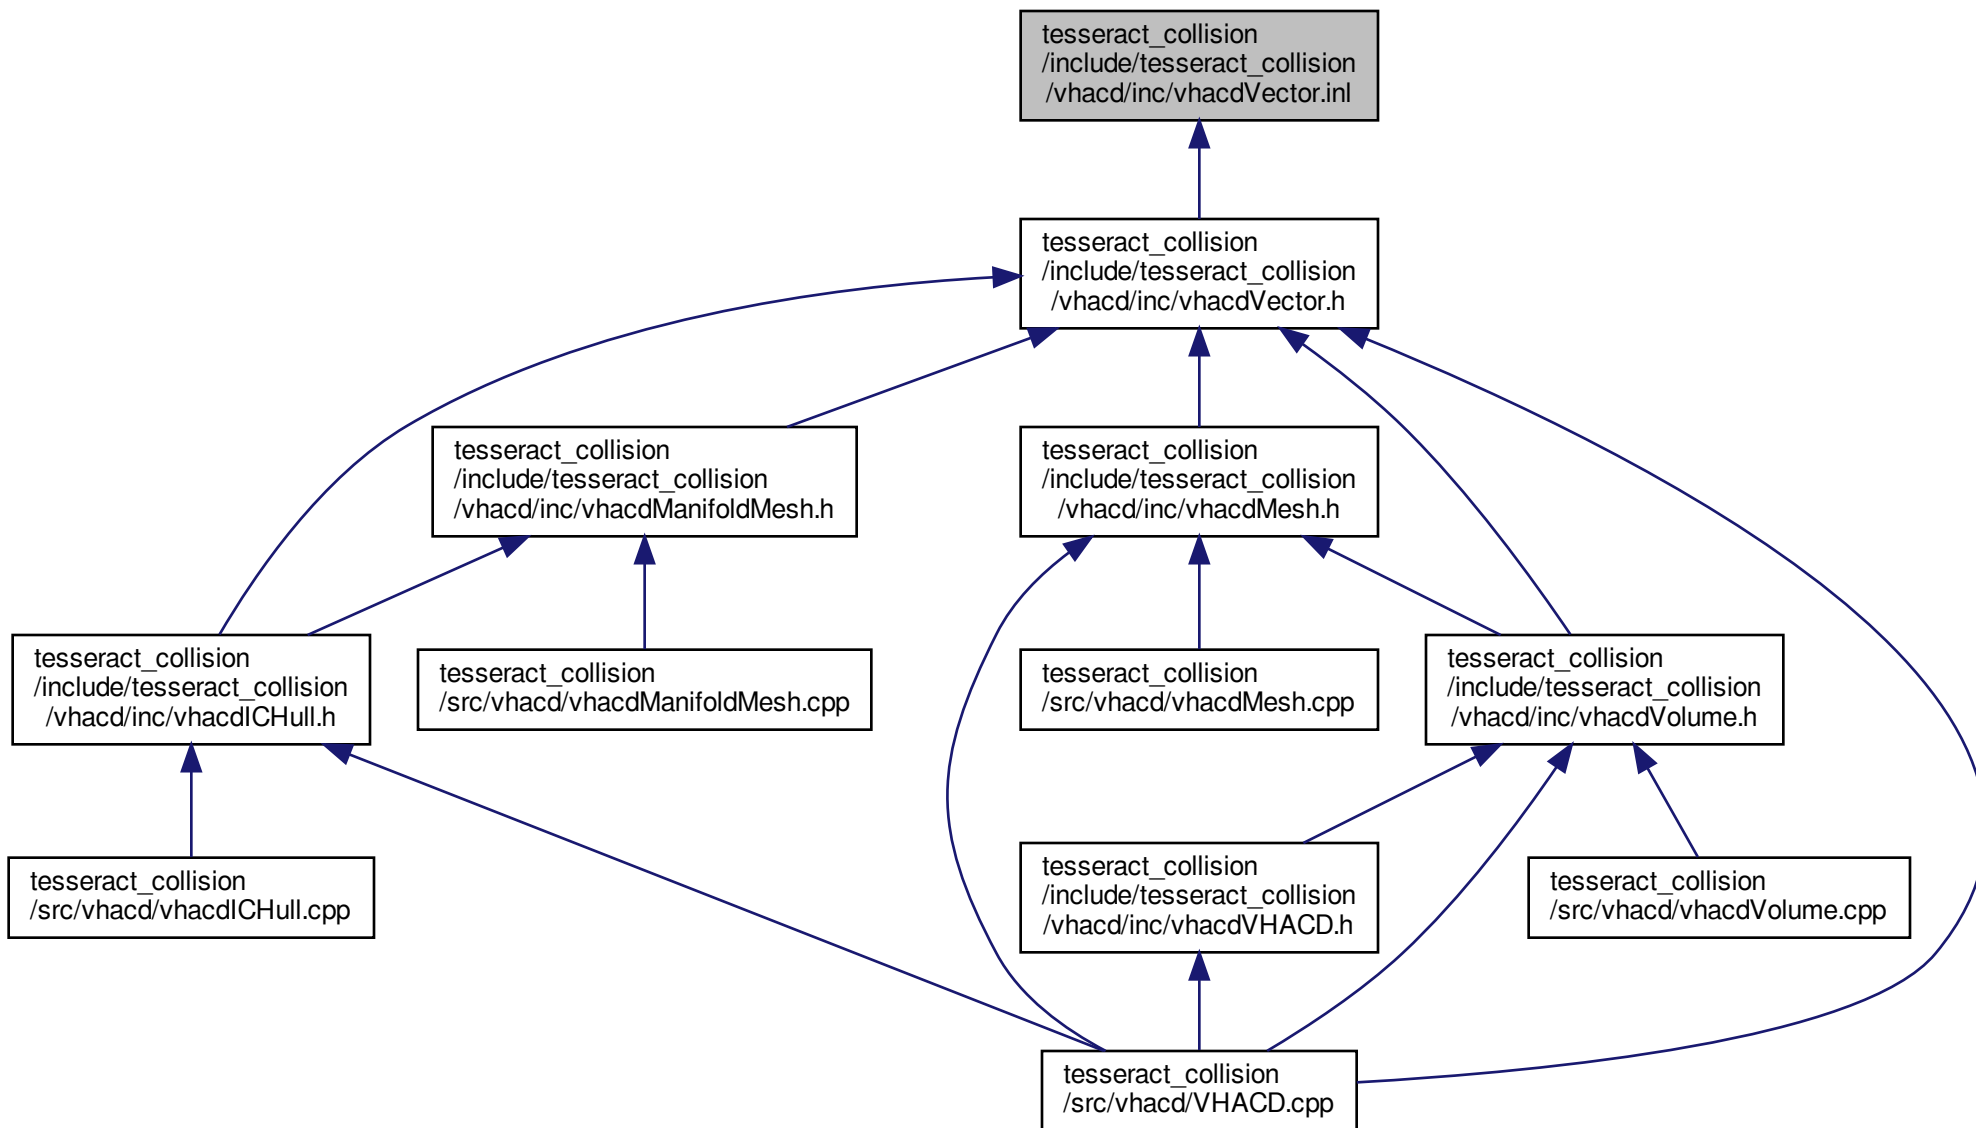 tesseract_collision
/include/tesseract_collision
/vhacd/inc/vhacdVector.inl
tesseract_collision
/include/tesseract_collision
/vhacd/inc/vhacdVector.h
tesseract_collision
/include/tesseract_collision
/vhacd/inc/vhacdManifoldMesh.h
tesseract_collision
/include/tesseract_collision
/vhacd/inc/vhacdMesh.h
tesseract_collision
/include/tesseract_collision
/vhacd/inc/vhacdICHull.h
tesseract_collision
/src/vhacd/vhacdManifoldMesh.cpp
tesseract_collision
/src/vhacd/vhacdMesh.cpp
tesseract_collision
/include/tesseract_collision
/vhacd/inc/vhacdVolume.h
tesseract_collision
/src/vhacd/vhacdICHull.cpp
tesseract_collision
/include/tesseract_collision
/vhacd/inc/vhacdVHACD.h
tesseract_collision
/src/vhacd/vhacdVolume.cpp
tesseract_collision
/src/vhacd/VHACD.cpp